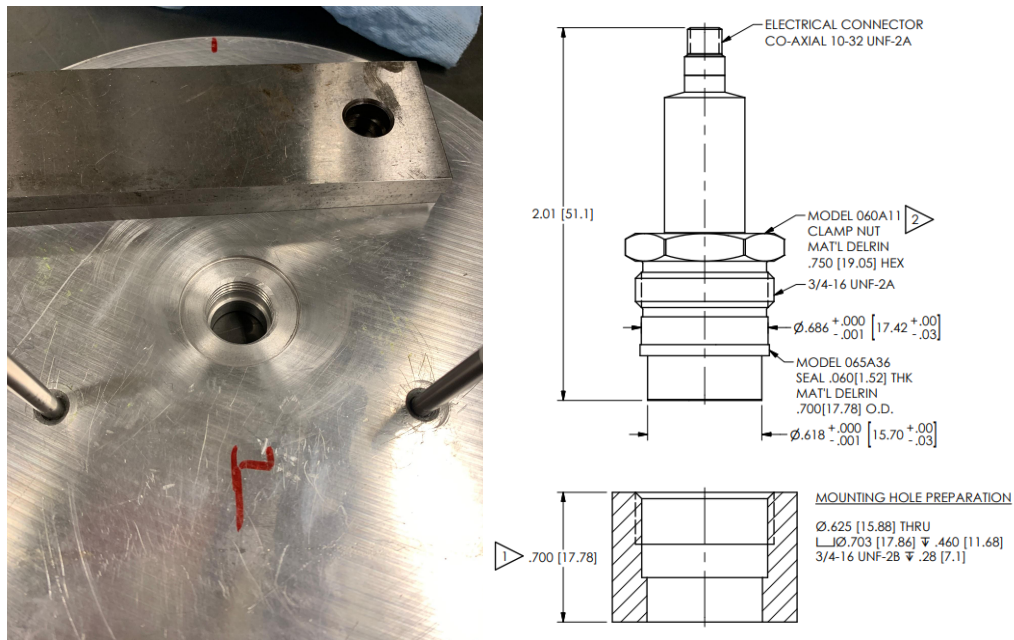 ELECTRICAL CONNECTOR
CO-AXIAL 10-32 UNF-2A
2.01 [51.1]
MODEL 060A11
CLAMP NUT
MAT'L DELRIN
.750 [19.05] HEX
2
3/4-16 UNF-2A
Ø.686 +.000 -.001 [17.42 +.00 -.03]
MODEL 065A36
SEAL .060[1.52] THK
MAT'L DELRIN
.700[17.78] O.D.
Ø.618 +.000 -.001 [15.70 +.00 -.03]
MOUNTING HOLE PREPARATION
Ø.625 [15.88] THRU
⌴Ø.703 [17.86] ↧ .460 [11.68]
3/4-16 UNF-2B ↧ .28 [7.1]
1
.700 [17.78]